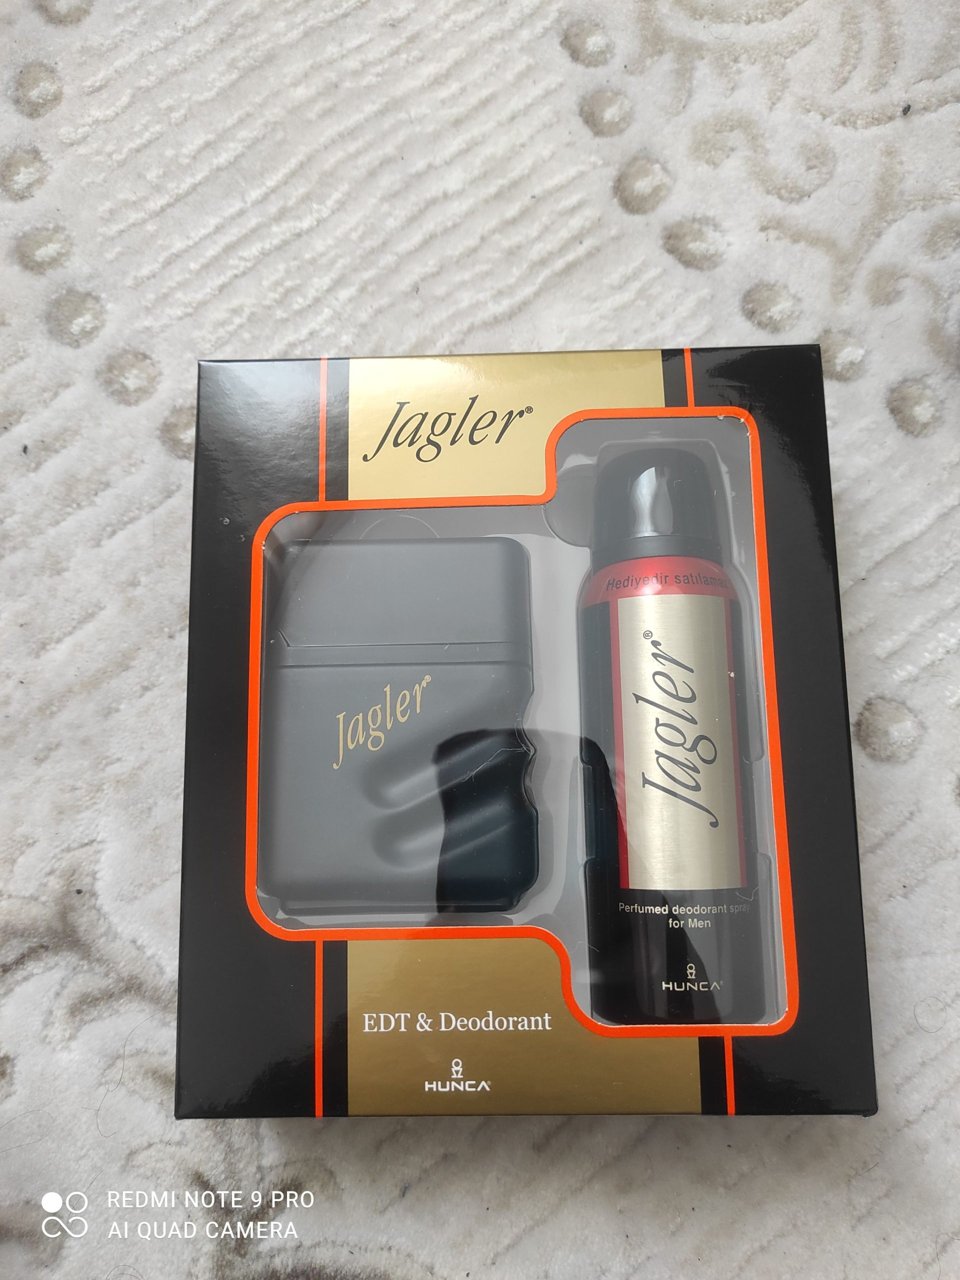 Jagler®
Hediyedir satılamaz
Jagler®
Jagler®
Perfumed deodorant spray
for Men
HUNCA®
EDT & Deodorant
HUNCA®
REDMI NOTE 9 PRO
AI QUAD CAMERA